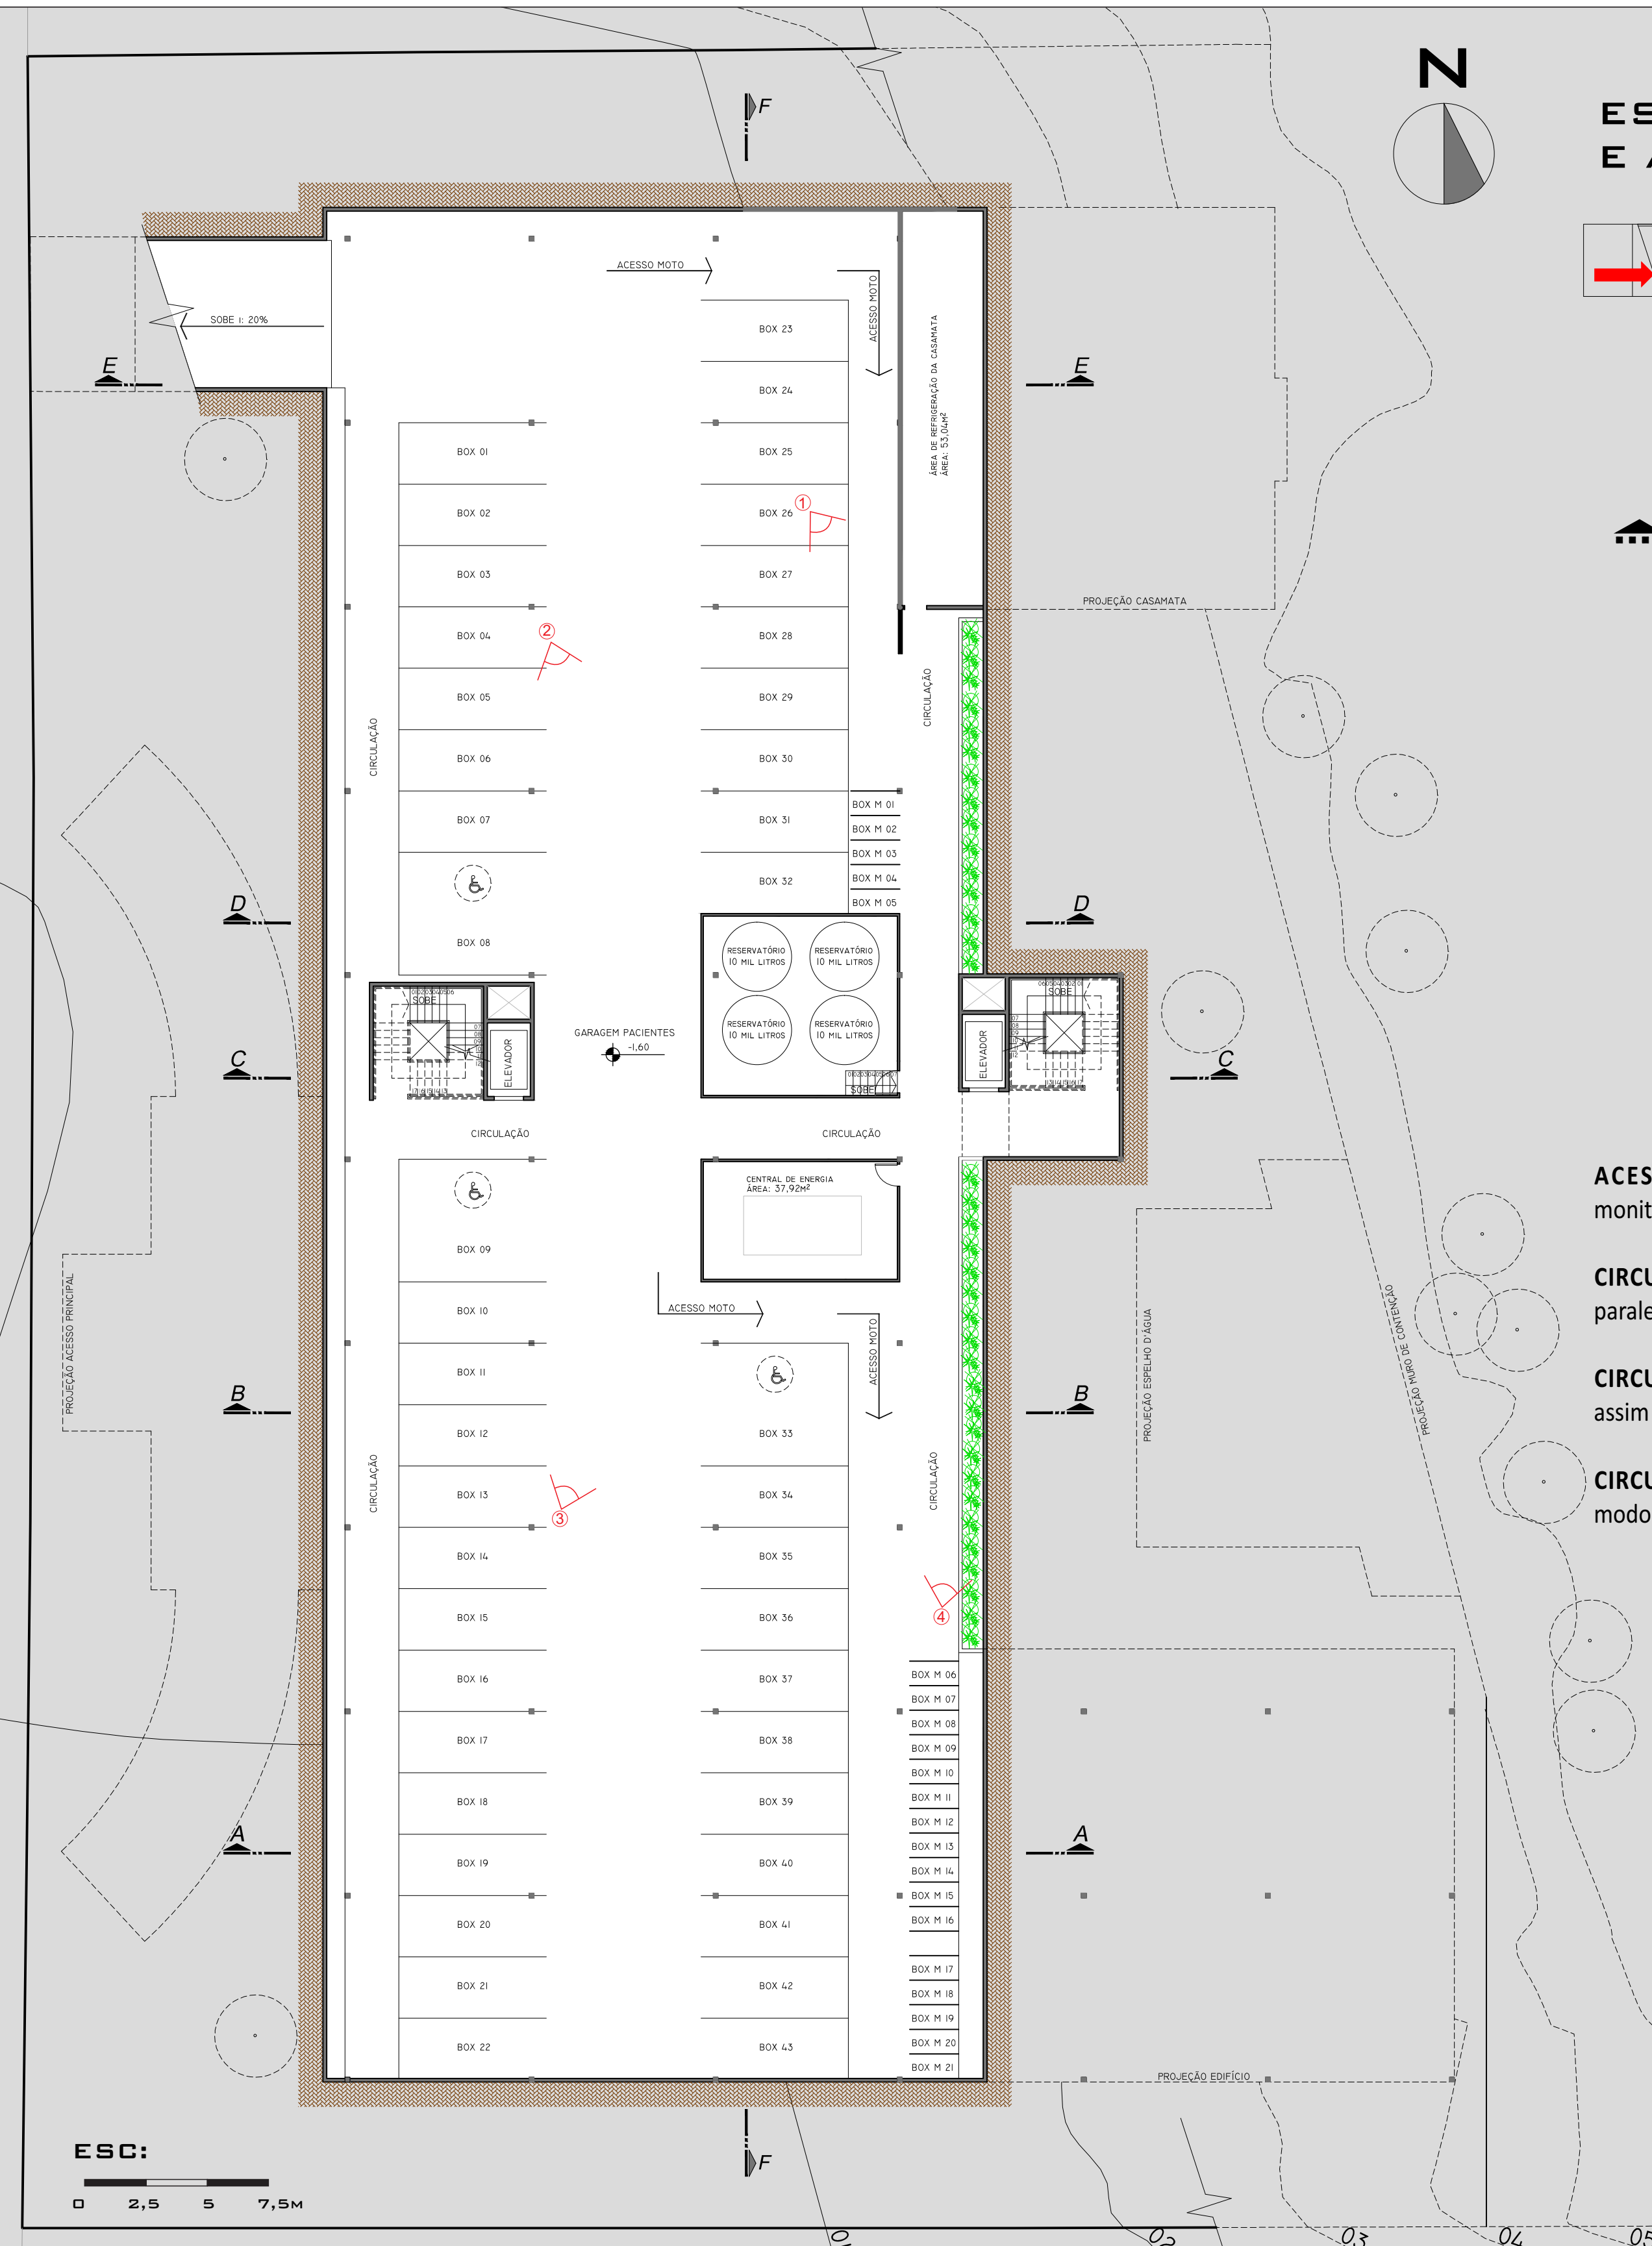 N
ES
E A
F
ACESSO MOTO
ACESSO MOTO
SOBE I: 20%
E
E
ÁREA DE REFRIGERAÇÃO DA CASAMATA
ÁREA: 53,04M²
BOX 23
BOX 24
BOX 01
BOX 25
BOX 02
BOX 26
1
BOX 03
BOX 27
PROJEÇÃO CASAMATA
BOX 04
2
BOX 28
BOX 05
BOX 29
CIRCULAÇÃO
CIRCULAÇÃO
BOX 06
BOX 30
BOX 07
BOX 31
BOX M 01
BOX M 02
BOX M 03
BOX M 04
BOX M 05
BOX 32
D
D
BOX 08
RESERVATÓRIO
10 MIL LITROS
RESERVATÓRIO
10 MIL LITROS
RESERVATÓRIO
10 MIL LITROS
RESERVATÓRIO
10 MIL LITROS
010203040506
SOBE
060504030201
SOBE
GARAGEM PACIENTES
-1,60
ELEVADOR
ELEVADOR
C
C
SOBE
CIRCULAÇÃO
CIRCULAÇÃO
CENTRAL DE ENERGIA
ÁREA: 37,92M²
ACES
monit
BOX 09
CIRCU
parale
PROJEÇÃO ACESSO PRINCIPAL
BOX 10
ACESSO MOTO
ACESSO MOTO
PROJEÇÃO ESPELHO D'ÁGUA
PROJEÇÃO MURO DE CONTENÇÃO
BOX 11
B
B
CIRCU
assim
BOX 12
BOX 33
CIRCULAÇÃO
CIRCULAÇÃO
BOX 13
BOX 34
3
CIRCU
modo
BOX 14
BOX 35
BOX 15
BOX 36
4
BOX 16
BOX 37
BOX M 06
BOX M 07
BOX M 08
BOX 17
BOX 38
BOX M 09
BOX M 10
BOX 18
BOX 39
BOX M 11
BOX M 12
A
A
BOX M 13
BOX 19
BOX 40
BOX M 14
BOX M 15
BOX 20
BOX 41
BOX M 16
BOX M 17
BOX 21
BOX 42
BOX M 18
BOX M 19
BOX 22
BOX 43
BOX M 20
BOX M 21
PROJEÇÃO EDIFÍCIO
ESC:
F
0 2,5 5 7,5M
02
03
04
05